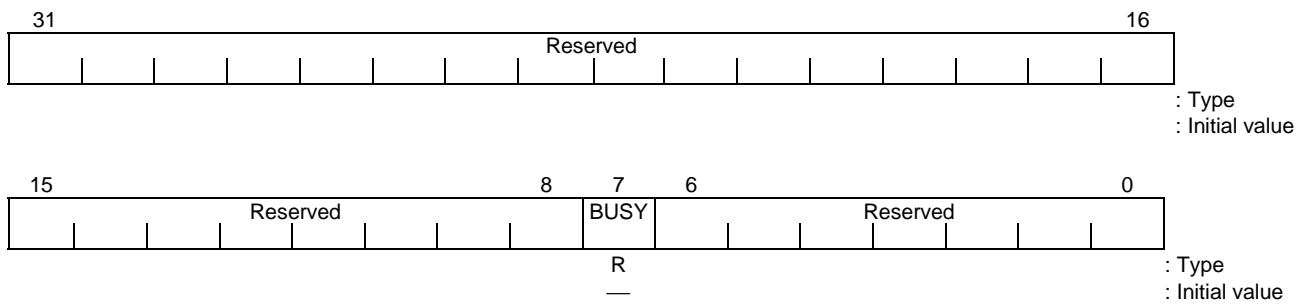 31 16
Reserved
: Type
: Initial value
15 8 7 6 0
Reserved BUSY Reserved
R : Type
— : Initial value